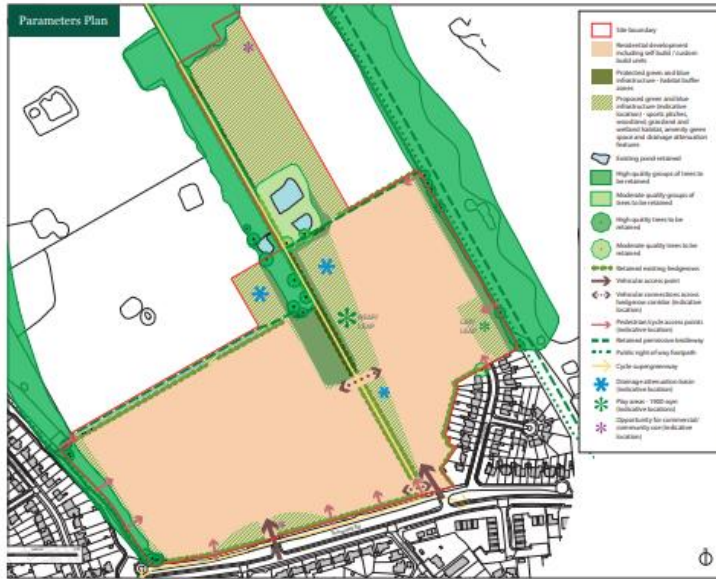 Parameters Plan
Site boundary
Residential development
including self build / custom
build units
Protected green and blue
infrastructure - habitat buffer
zones
Proposed green and blue
infrastructure (indicative
location) - sports pitches,
woodland, grassland and
wetland habitat, amenity green
space and drainage attenuation
features
Existing pond retained
High quality groups of trees to
be retained
Moderate quality groups of
trees to be retained
High quality trees to be
retained
Moderate quality trees to be
retained
Retained existing hedgerows
Vehicular access point
Vehicular connections across
hedgerow corridor (indicative
location)
Pedestrian/cycle access points
(indicative location)
Retained permissive bridleway
Public right of way footpath
Cycle supergreenway
Drainage attenuation basin
(indicative location)
Play areas - 1900 sqm
(indicative locations)
Opportunity for commercial/
community use (indicative
location)